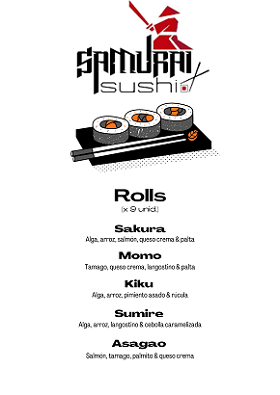 SAMURAI
sushi
Rolls
(x 9 unid.)
Sakura
Alga, arroz, salmón, queso crema & palta
Momo
Tamago, queso crema, langostino & palta
Kiku
Alga, arroz, pimiento asado & rúcula
Sumire
Alga, arroz, langostino & cebolla caramelizada
Asagao
Salmón, tamago, palmito & queso crema